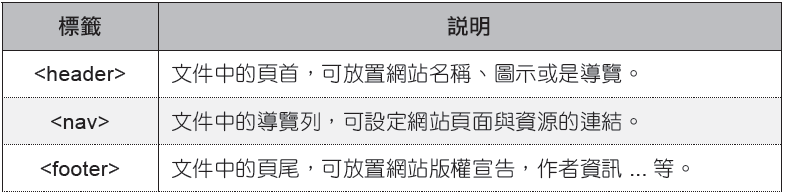 標籤 說明
<header> 文件中的頁首，可放置網站名稱、圖示或是導覽。
<nav> 文件中的導覽列，可設定網站頁面與資源的連結。
<footer> 文件中的頁尾，可放置網站版權宣告，作者資訊 ... 等。